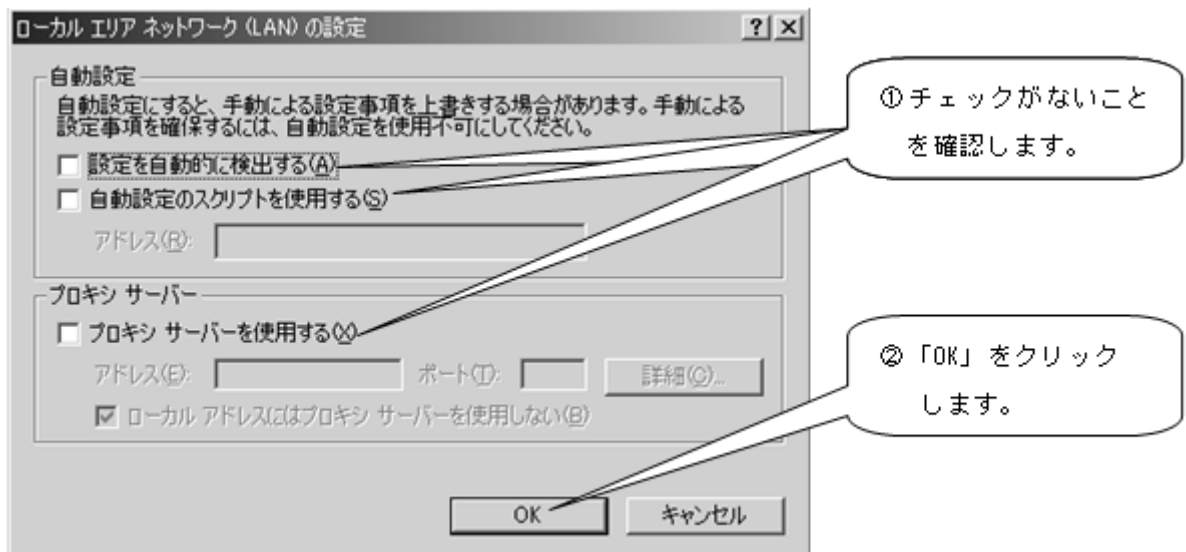 ローカル エリア ネットワーク (LAN) の設定
自動設定
自動設定にすると、手動による設定事項を上書きする場合があります。手動による
設定事項を確保するには、自動設定を使用不可にしてください。
設定を自動的に検出する(A)
自動設定のスクリプトを使用する(S)
アドレス(R):
プロキシ サーバー
プロキシ サーバーを使用する(X)
アドレス(E): ポート(T): 詳細(C)...
ローカル アドレスにはプロキシ サーバーを使用しない(B)
OK キャンセル
①チェックがないこと
を確認します。
②「OK」をクリック
します。